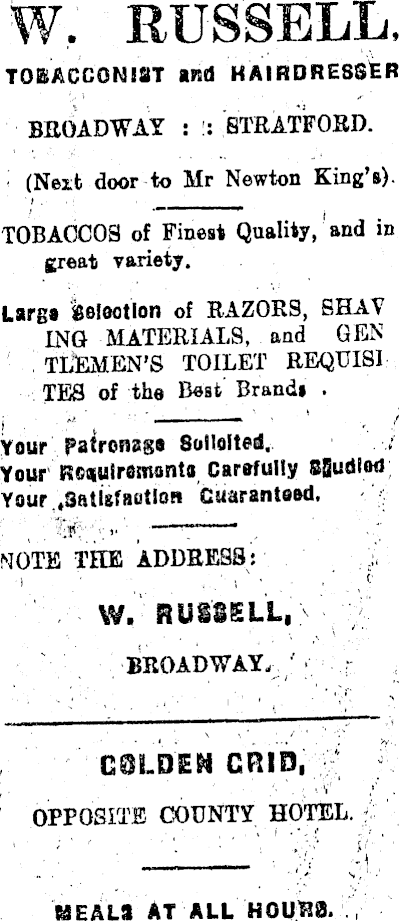 W. RUSSELL,
TOBACCONIST and HAIRDRESSER
BROADWAY : : STRATFORD.
(Next door to Mr Newton King's).
TOBACCOS of Finest Quality, and in
great variety.
Large Selection of RAZORS, SHAV
ING MATERIALS, and GEN
TLEMEN'S TOILET REQUISI
TES of the Best Brands .
Your Patronage Solicited.
Your Requirements Carefully Studied
Your Satisfaction Guaranteed.
NOTE THE ADDRESS:
W. RUSSELL,
BROADWAY.
GOLDEN GRID,
OPPOSITE COUNTY HOTEL.
MEALS AT ALL HOURS.